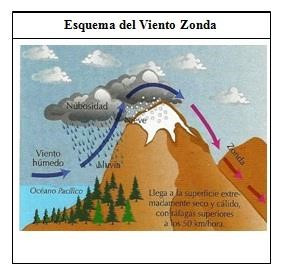 Esquema del Viento Zonda
Nubosidad
Nieve
Viento
húmedo
Lluvia
Zonda
Océano Pacífico
Llega a la superficie extre-
madamente seco y cálido,
con ráfagas superiores
a los 50 km/hora.